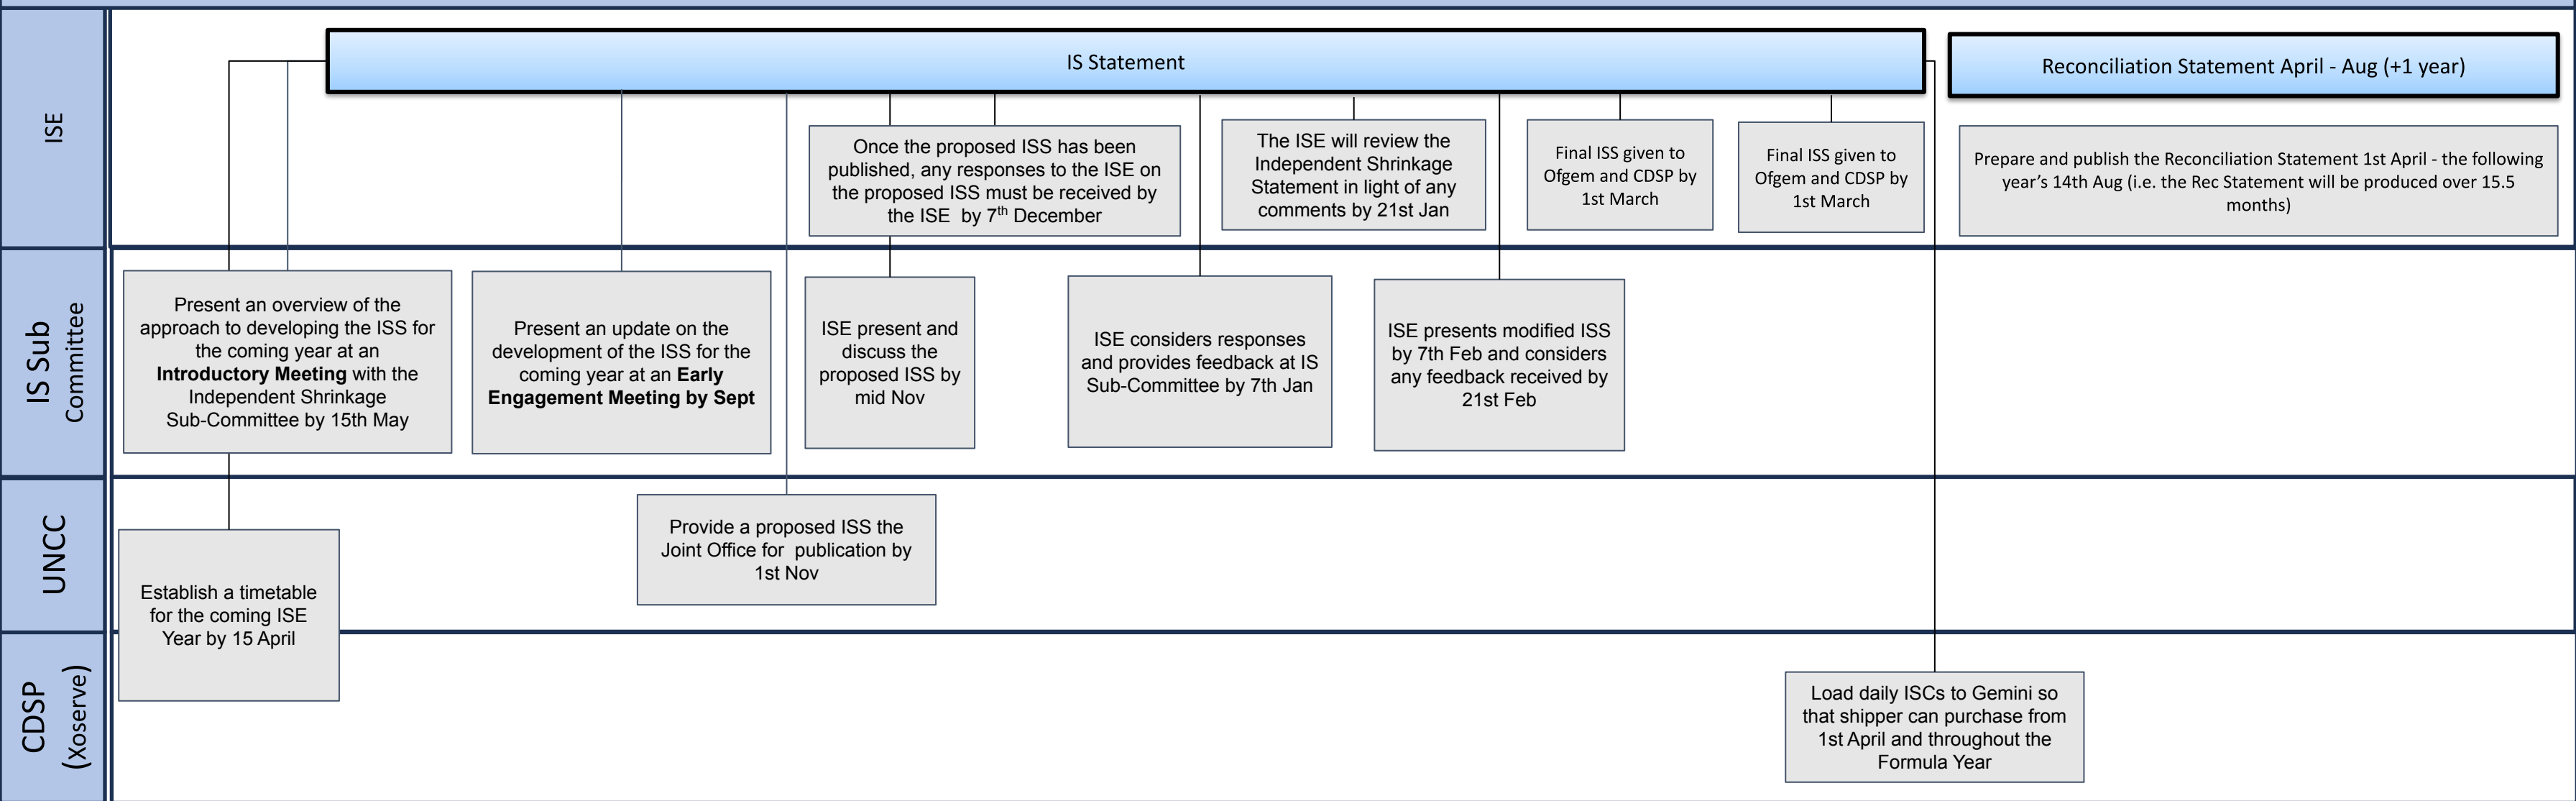 ISE
IS Statement
Reconciliation Statement April - Aug (+1 year)
Once the proposed ISS has been
published, any responses to the ISE on
the proposed ISS must be received by
the ISE  by 7th December
The ISE will review the
Independent Shrinkage
Statement in light of any
comments by 21st Jan
Final ISS given to
Ofgem and CDSP by
1st March
Final ISS given to
Ofgem and CDSP by
1st March
Prepare and publish the Reconciliation Statement 1st April - the following
year’s 14th Aug (i.e. the Rec Statement will be produced over 15.5
months)
IS Sub
Committee
Present an overview of the
approach to developing the ISS for
the coming year at an
Introductory Meeting with the
Independent Shrinkage
Sub-Committee by 15th May
Present an update on the
development of the ISS for the
coming year at an Early
Engagement Meeting by Sept
ISE present and
discuss the
proposed ISS by
mid Nov
ISE considers responses
and provides feedback at IS
Sub-Committee by 7th Jan
ISE presents modified ISS
by 7th Feb and considers
any feedback received by
21st Feb
UNCC
Establish a timetable
for the coming ISE
Year by 15 April
Provide a proposed ISS the
Joint Office for  publication by
1st Nov
CDSP
(Xoserve)
Load daily ISCs to Gemini so
that shipper can purchase from
1st April and throughout the
Formula Year